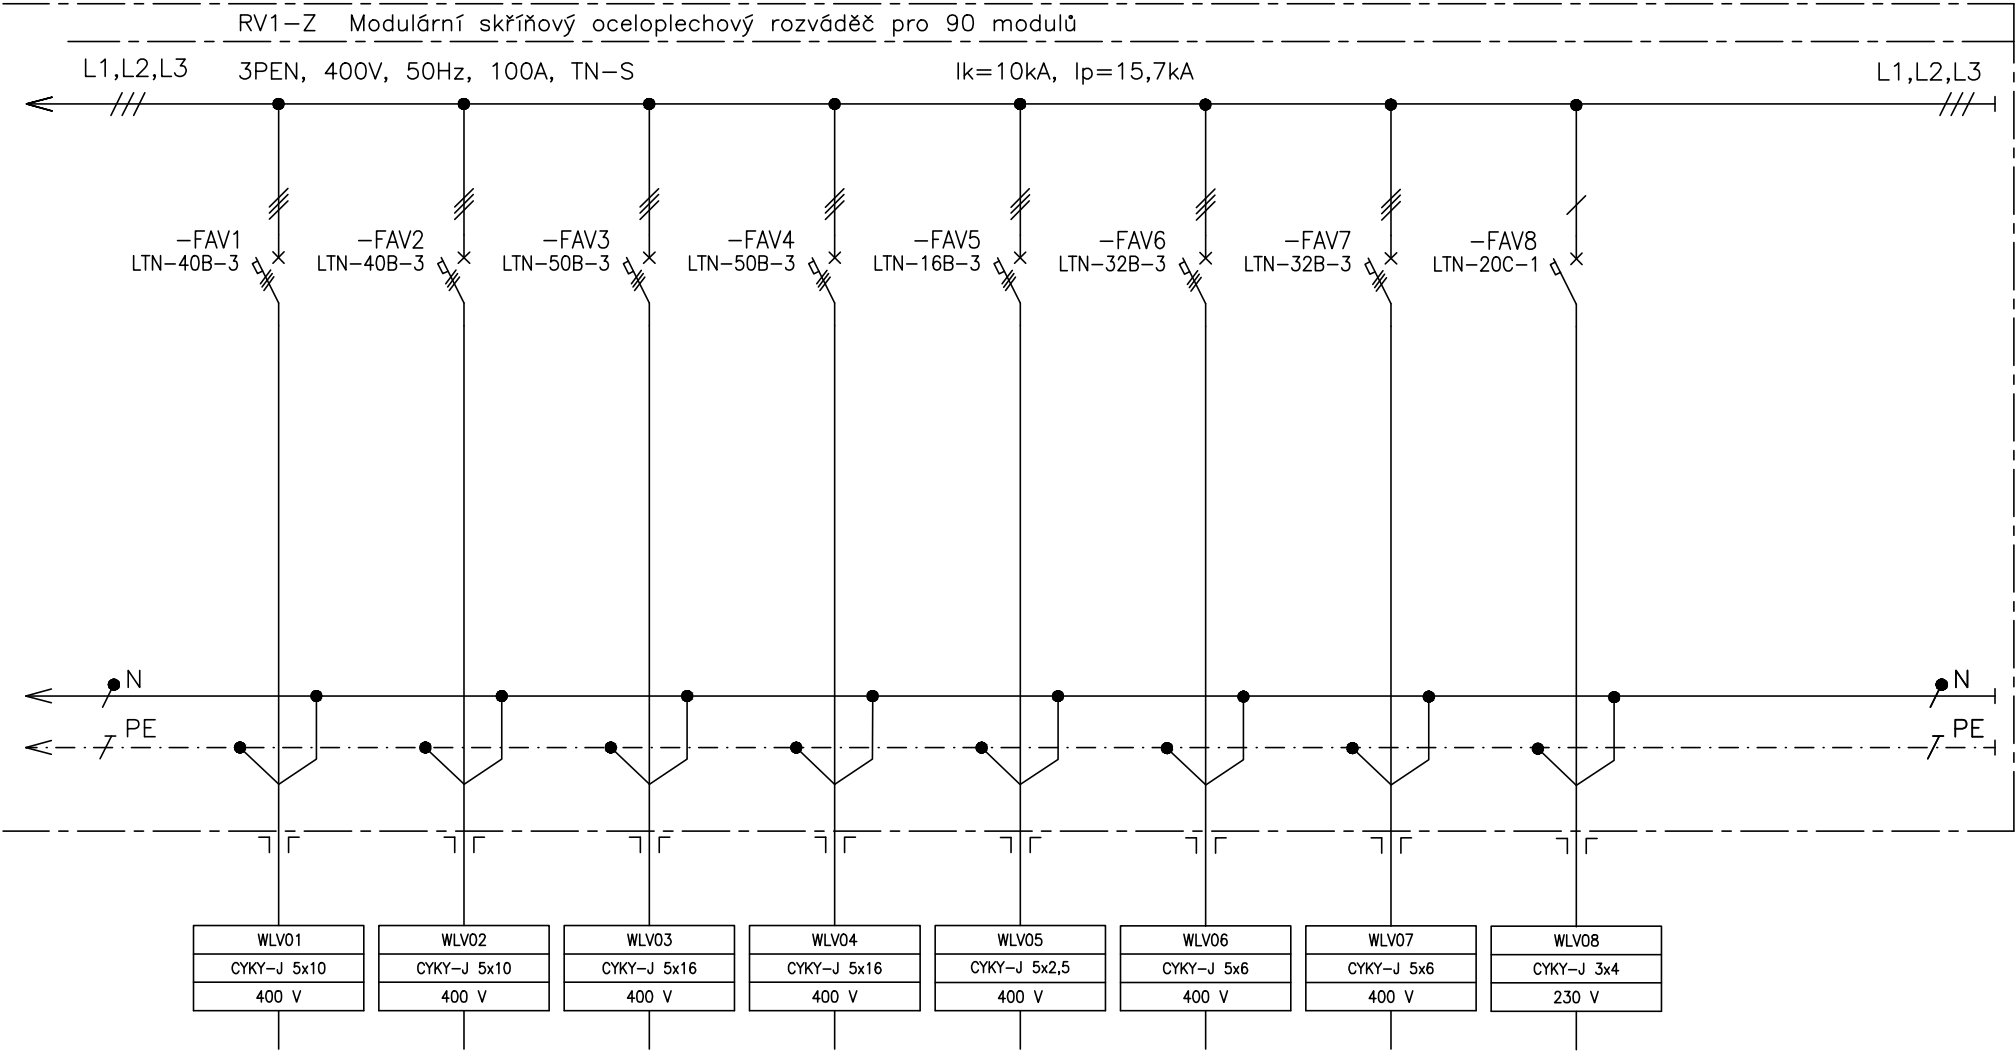 RV1-Z Modulární skříňový oceloplechový rozváděč pro 90 modulů
L1,L2,L3 3PEN, 400V, 50Hz, 100A, TN-S Ik=10kA, Ip=15,7kA L1,L2,L3
-FAV1 -FAV2 -FAV3 -FAV4 -FAV5 -FAV6 -FAV7 -FAV8
LTN-40B-3 LTN-40B-3 LTN-50B-3 LTN-50B-3 LTN-16B-3 LTN-32B-3 LTN-32B-3 LTN-20C-1
N N
PE PE
WLV01 WLV02 WLV03 WLV04 WLV05 WLV06 WLV07 WLV08
CYKY-J 5x10 CYKY-J 5x10 CYKY-J 5x16 CYKY-J 5x16 CYKY-J 5x2,5 CYKY-J 5x6 CYKY-J 5x6 CYKY-J 3x4
400 V 400 V 400 V 400 V 400 V 400 V 400 V 230 V